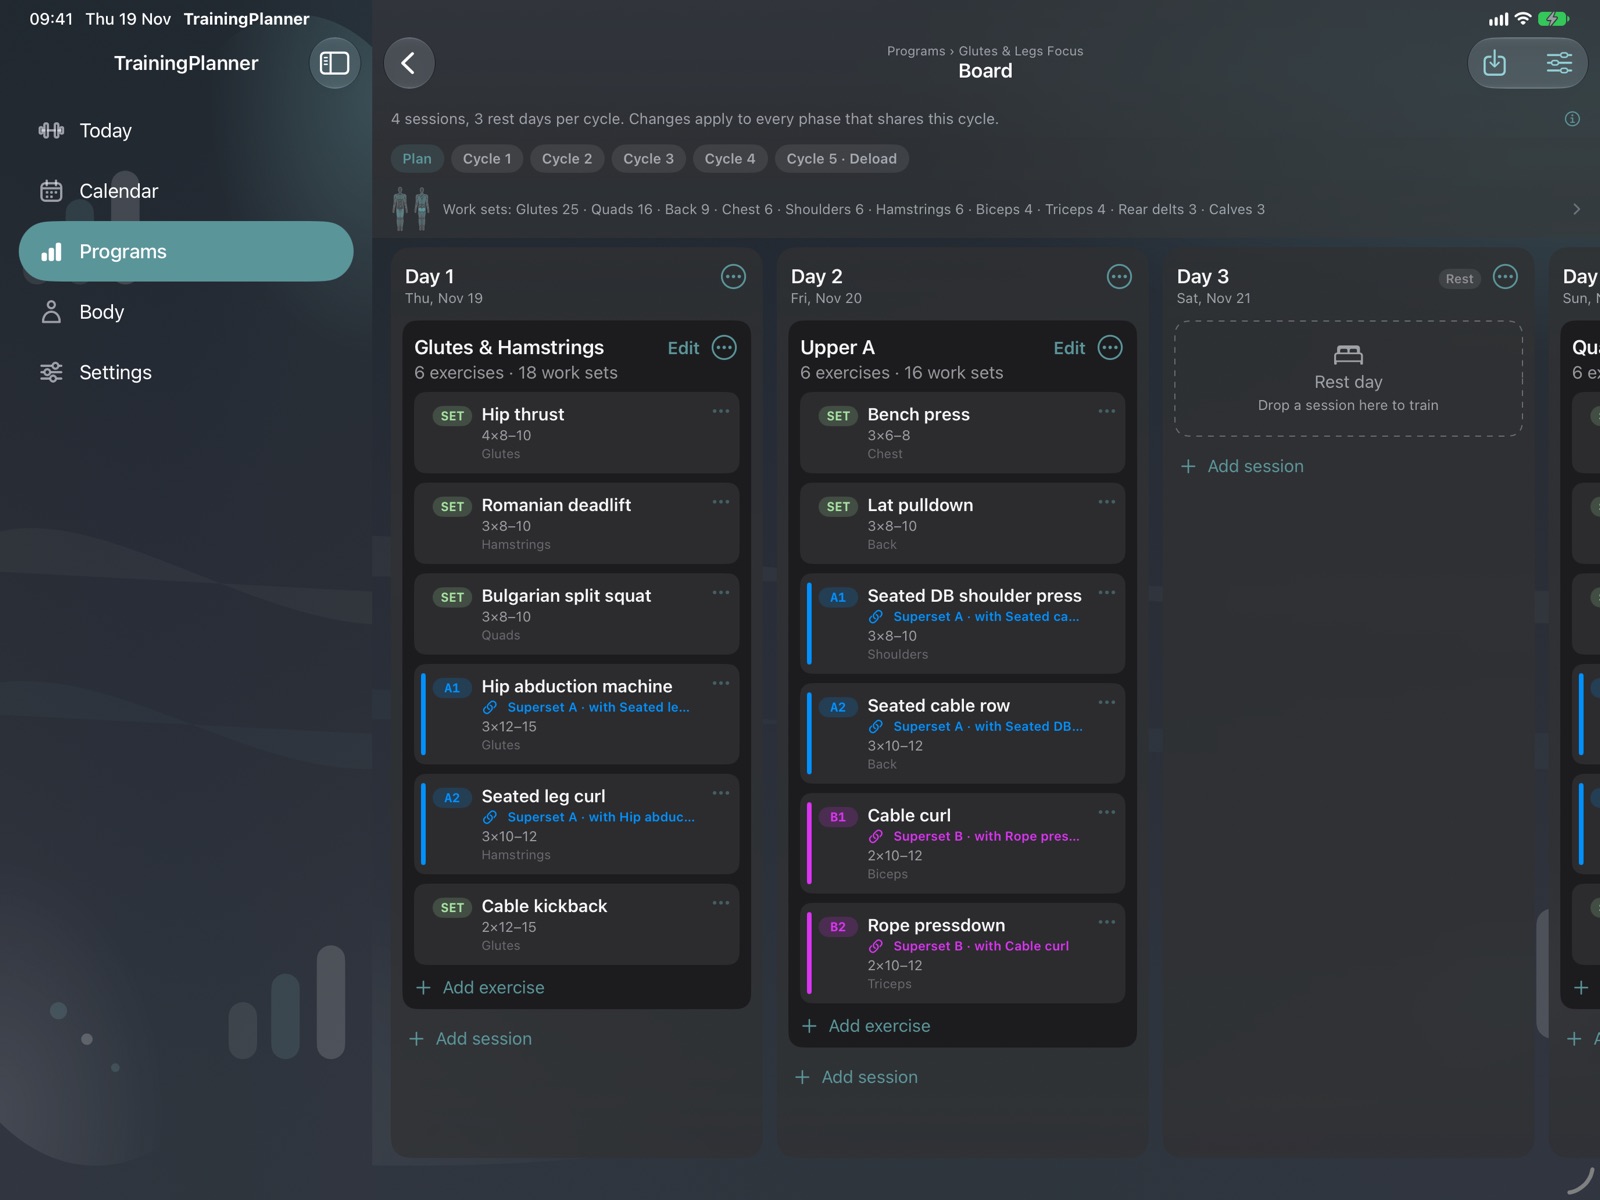 09:41 Thu 19 Nov TrainingPlanner
TrainingPlanner
Today
Calendar
Programs
Body
Settings
Programs › Glutes & Legs Focus
Board
4 sessions, 3 rest days per cycle. Changes apply to every phase that shares this cycle.
Plan
Cycle 1
Cycle 2
Cycle 3
Cycle 4
Cycle 5 · Deload
Work sets: Glutes 25 · Quads 16 · Back 9 · Chest 6 · Shoulders 6 · Hamstrings 6 · Biceps 4 · Triceps 4 · Rear delts 3 · Calves 3
Day 1
Thu, Nov 19
Glutes & Hamstrings
Edit
6 exercises · 18 work sets
SET Hip thrust
4×8–10
Glutes
SET Romanian deadlift
3×8–10
Hamstrings
SET Bulgarian split squat
3×8–10
Quads
A1 Hip abduction machine
Superset A · with Seated le...
3×12–15
Glutes
A2 Seated leg curl
Superset A · with Hip abduc...
3×10–12
Hamstrings
SET Cable kickback
2×12–15
Glutes
+ Add exercise
+ Add session
Day 2
Fri, Nov 20
Upper A
Edit
6 exercises · 16 work sets
SET Bench press
3×6–8
Chest
SET Lat pulldown
3×8–10
Back
A1 Seated DB shoulder press
Superset A · with Seated ca...
3×8–10
Shoulders
A2 Seated cable row
Superset A · with Seated DB...
3×10–12
Back
B1 Cable curl
Superset B · with Rope pres...
2×10–12
Biceps
B2 Rope pressdown
Superset B · with Cable curl
2×10–12
Triceps
+ Add exercise
+ Add session
Day 3
Rest
Sat, Nov 21
Rest day
Drop a session here to train
+ Add session
Day
Sun,
6